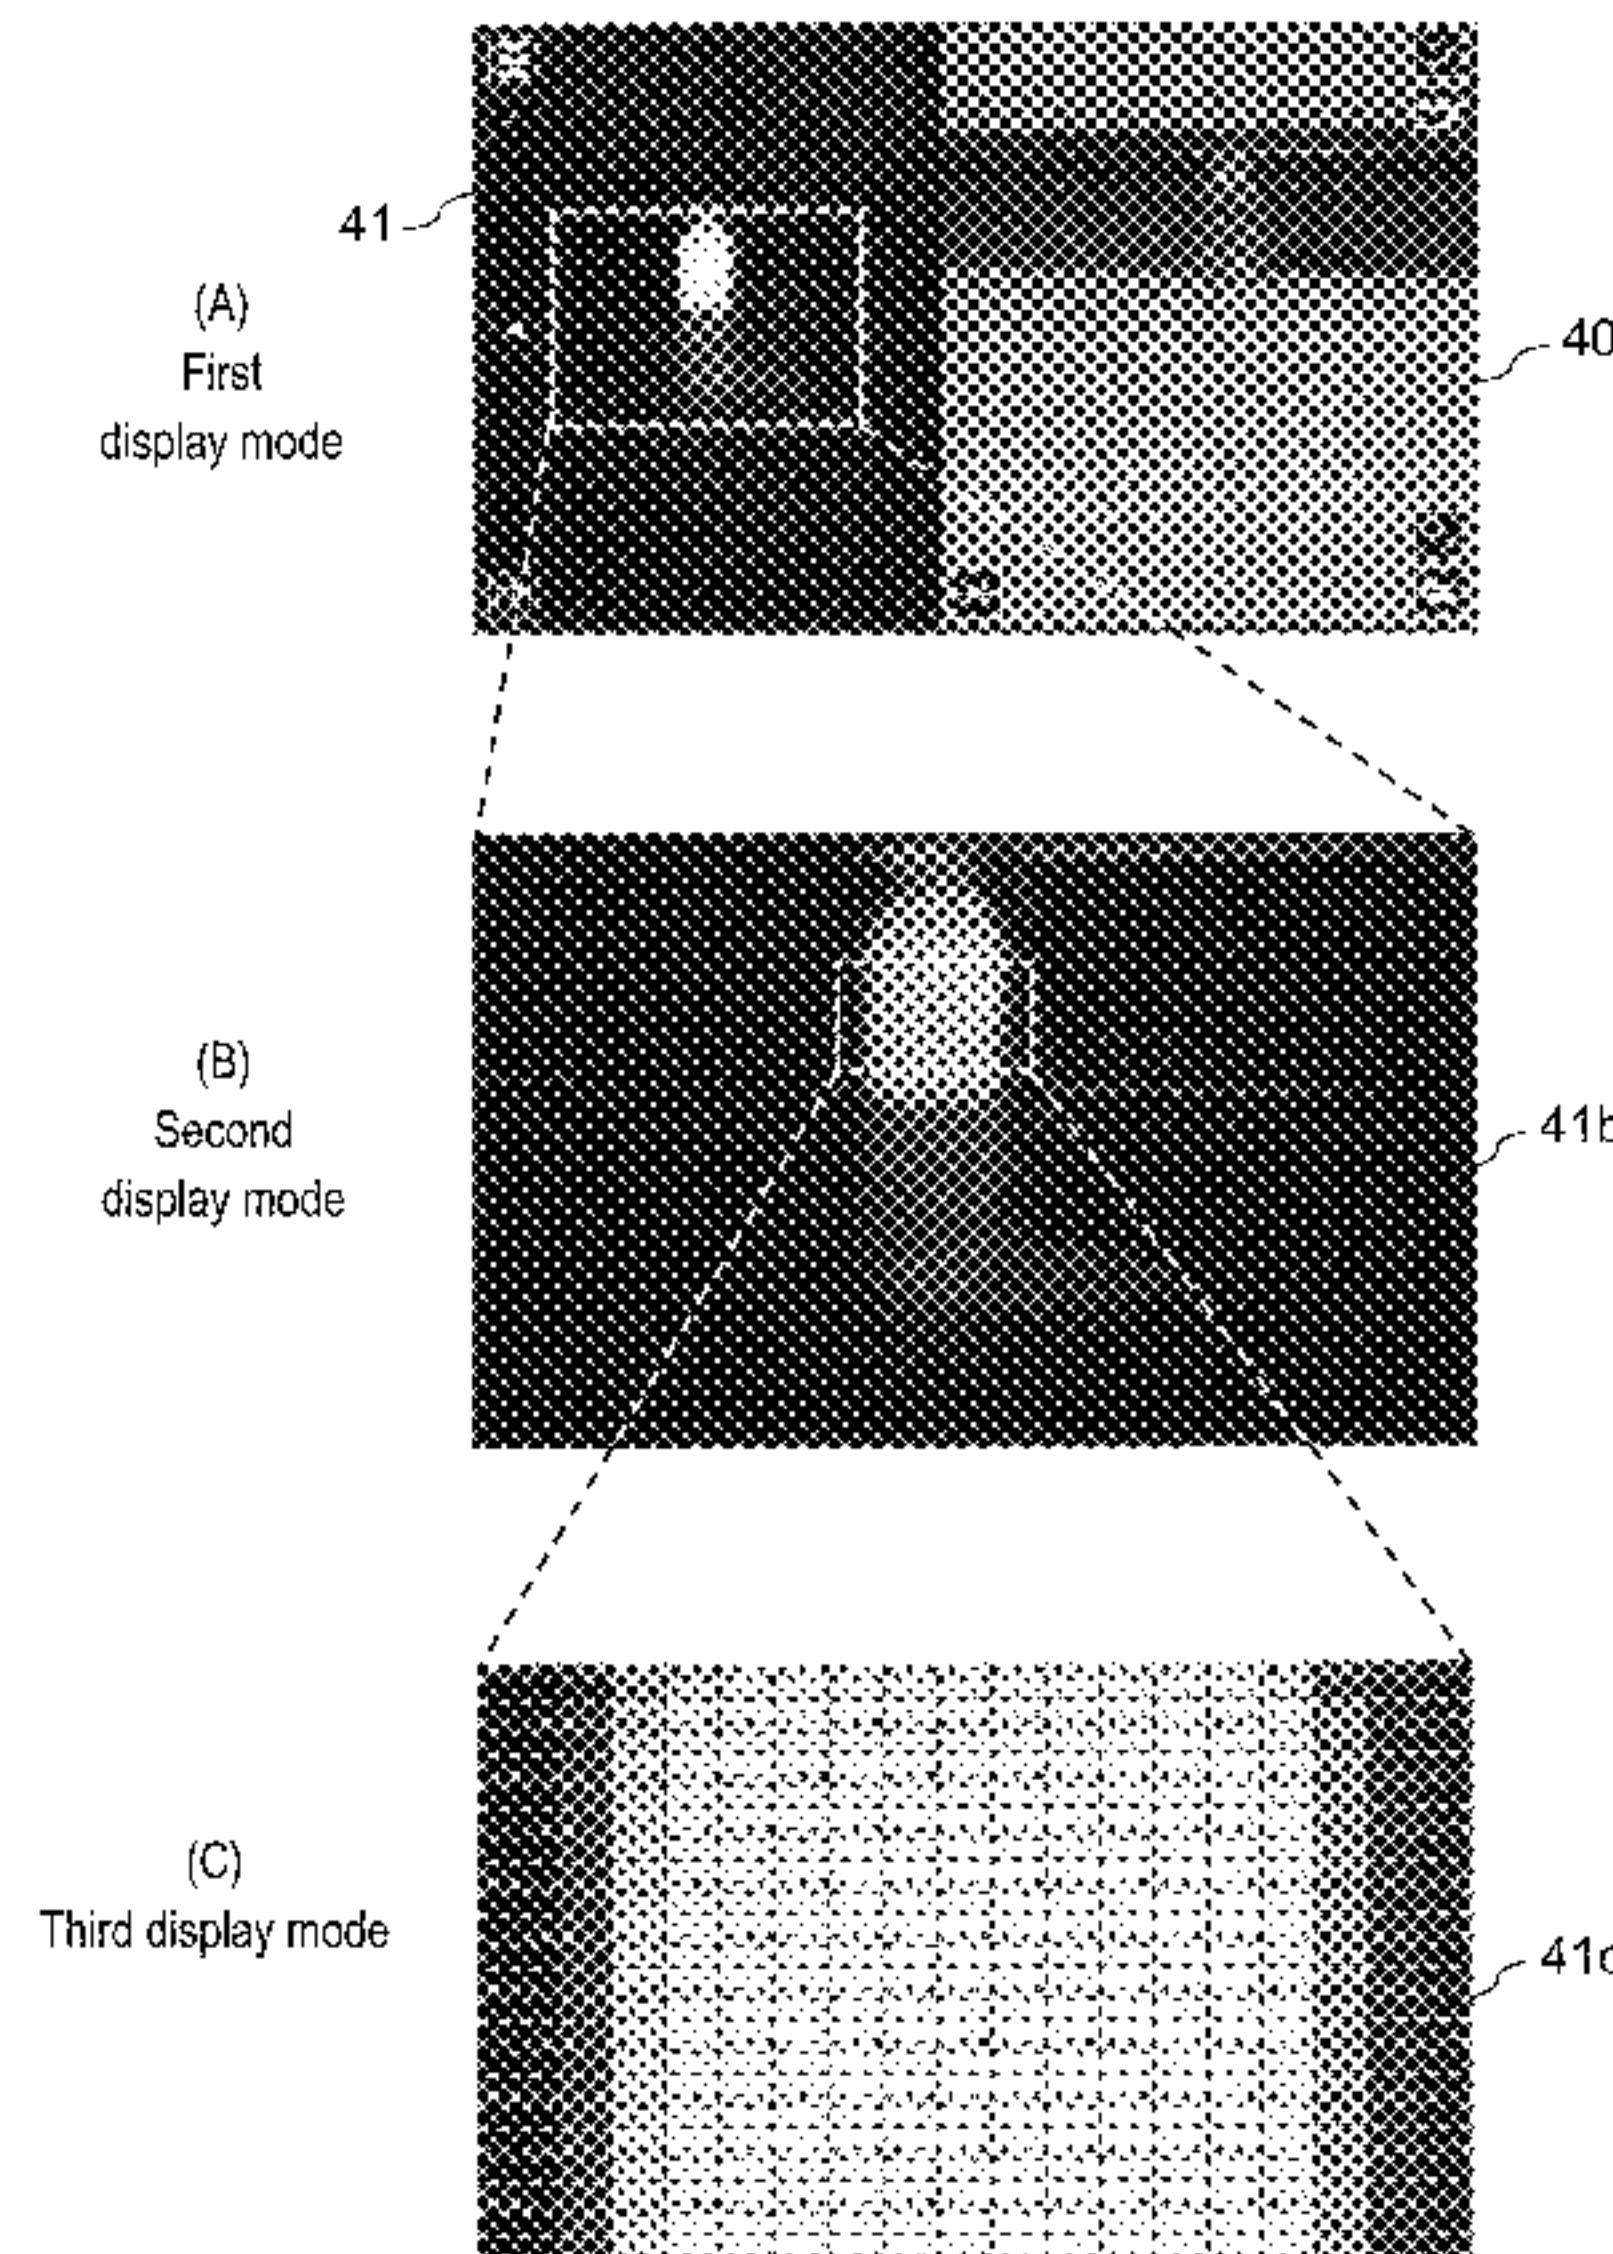 41
(A)
First
display mode
40
(B)
Second
display mode
41b
(C)
Third display mode
41c